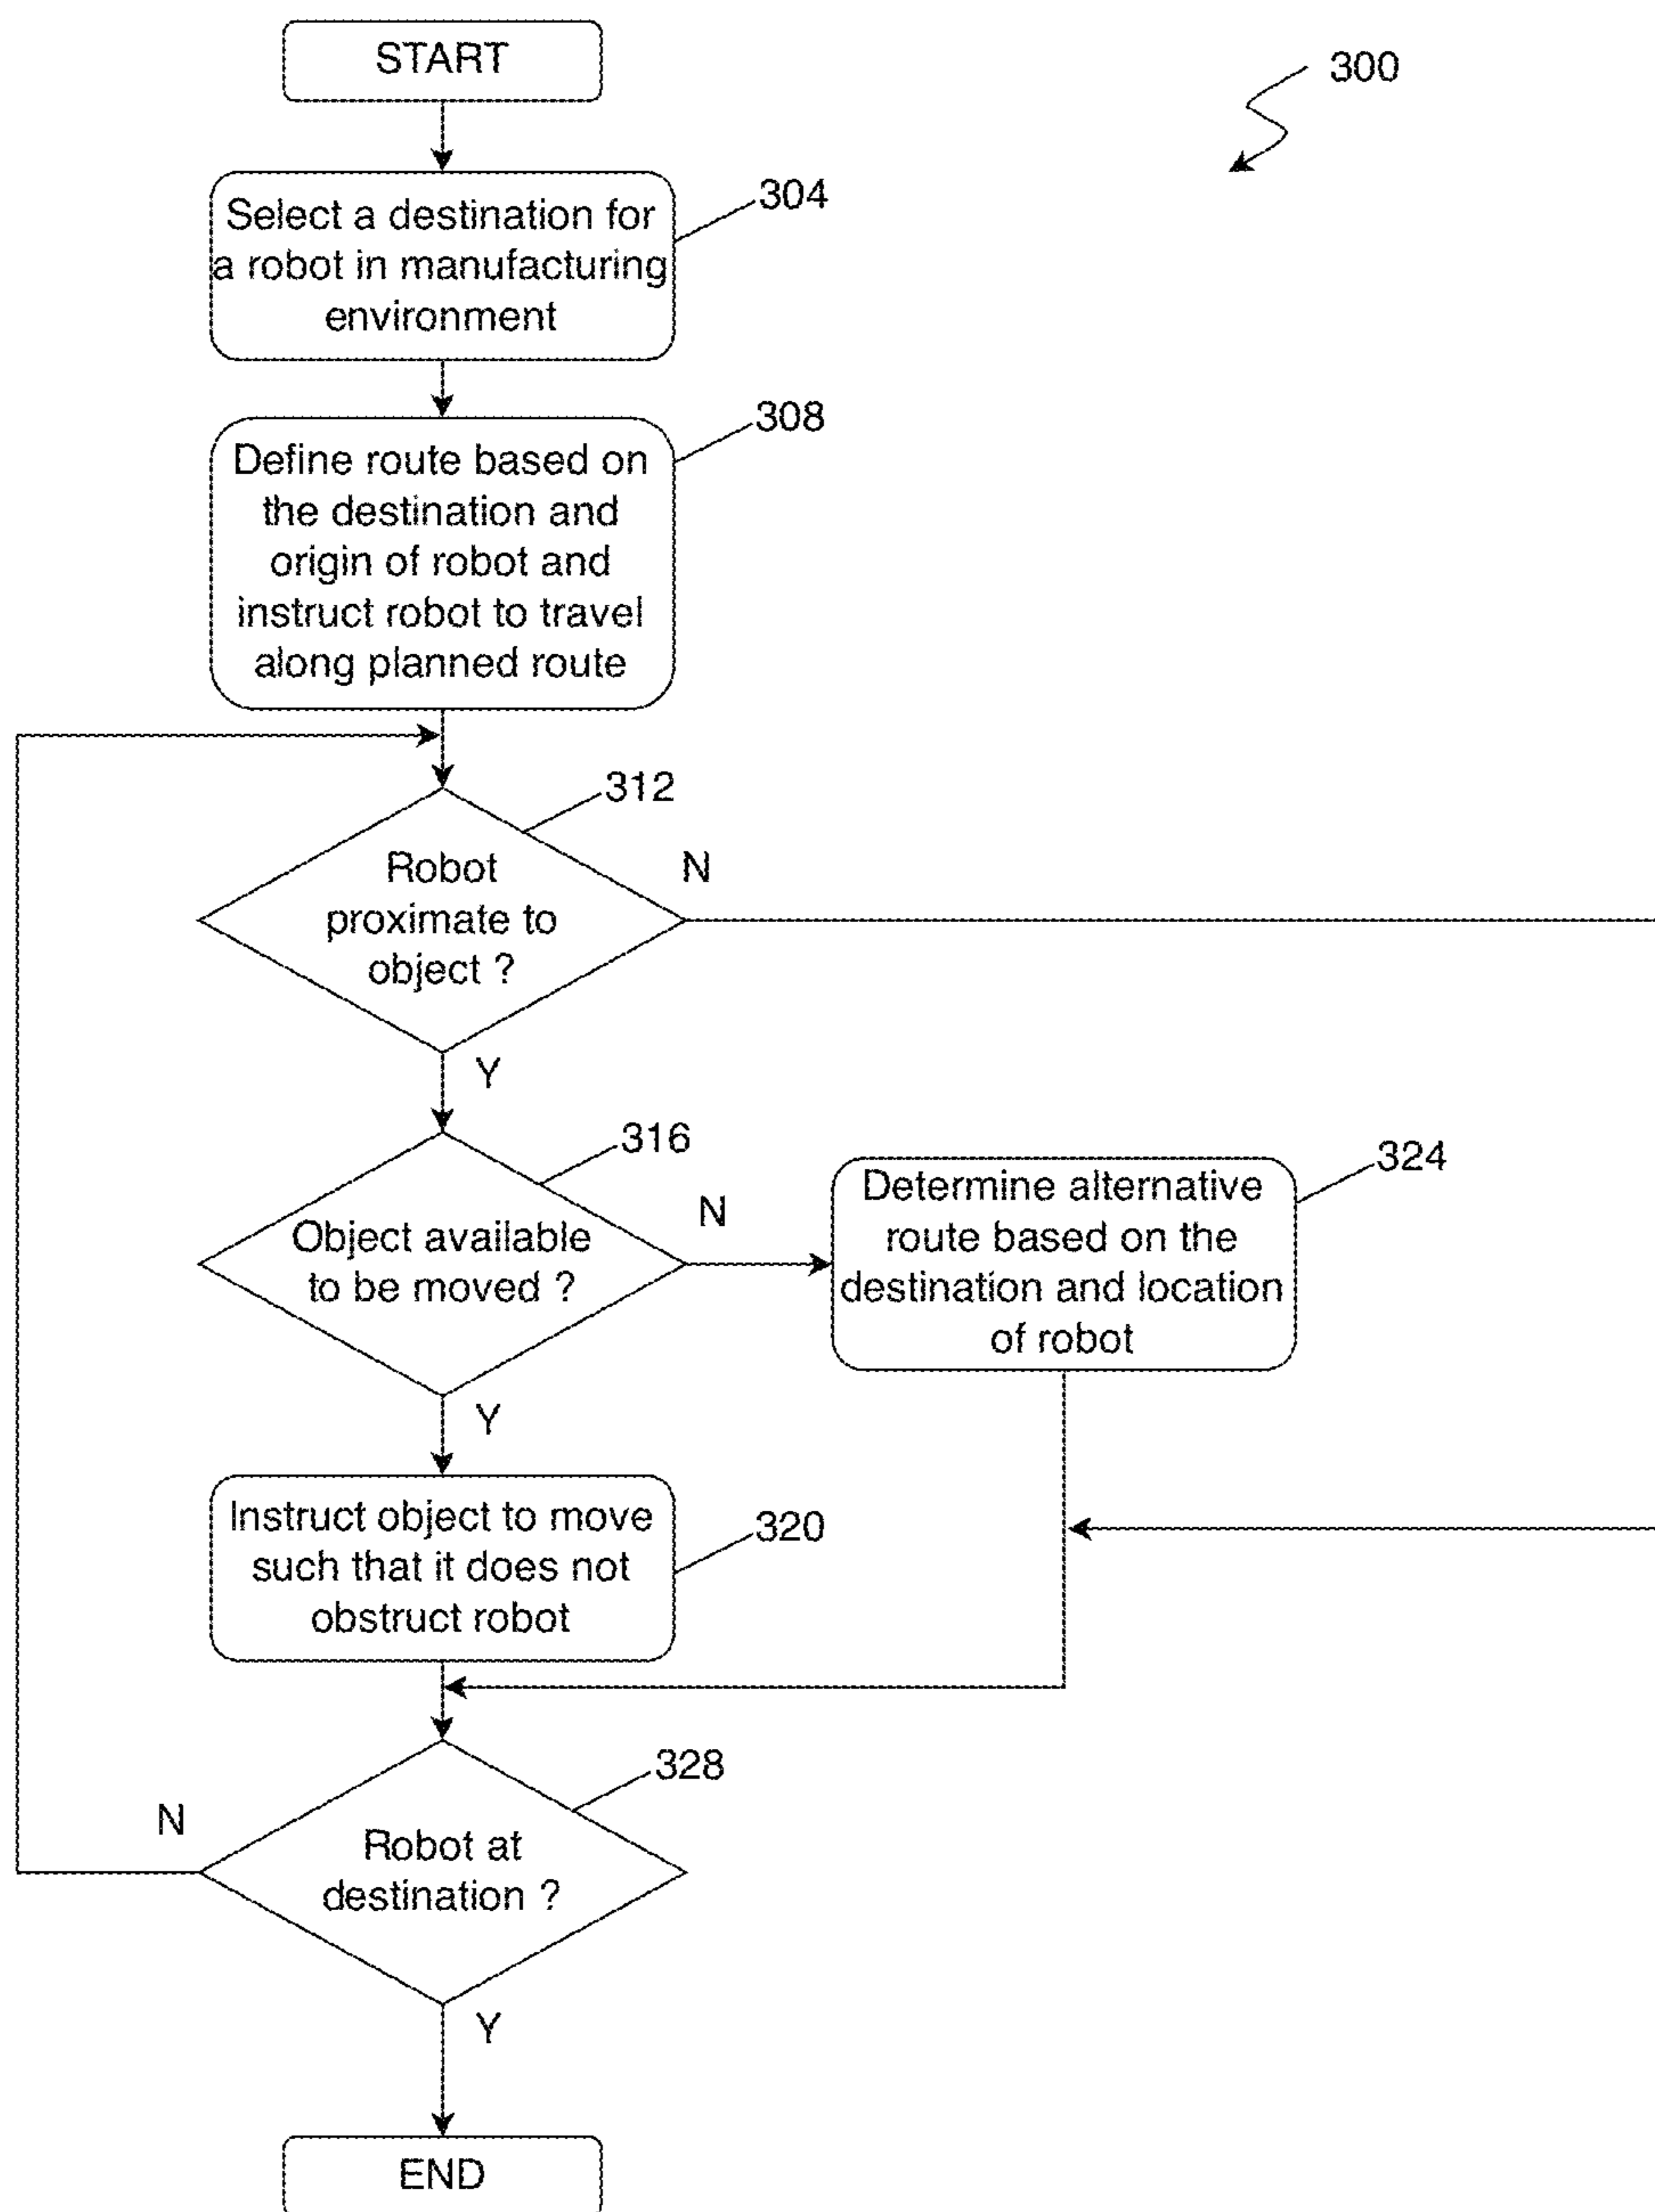 START
300
304
Select a destination for
a robot in manufacturing
environment
308
Define route based on
the destination and
origin of robot and
instruct robot to travel
along planned route
312
Robot
proximate to
object ?
N
Y
316
Object available
to be moved ?
N
324
Determine alternative
route based on the
destination and location
of robot
Y
320
Instruct object to move
such that it does not
obstruct robot
328
Robot at
destination ?
N
Y
END